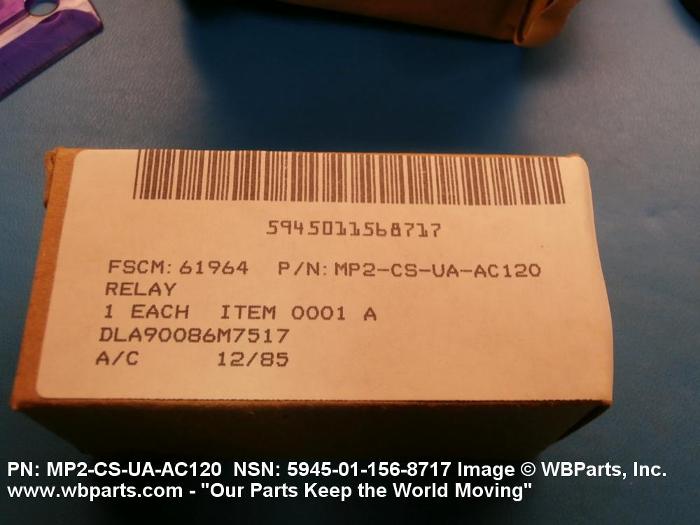 5945011568717
FSCM: 61964 P/N: MP2-CS-UA-AC120
RELAY
1 EACH ITEM 0001 A
DLA90086M7517
A/C 12/85
PN: MP2-CS-UA-AC120 NSN: 5945-01-156-8717 Image © WBParts, Inc.
www.wbparts.com - "Our Parts Keep the World Moving"